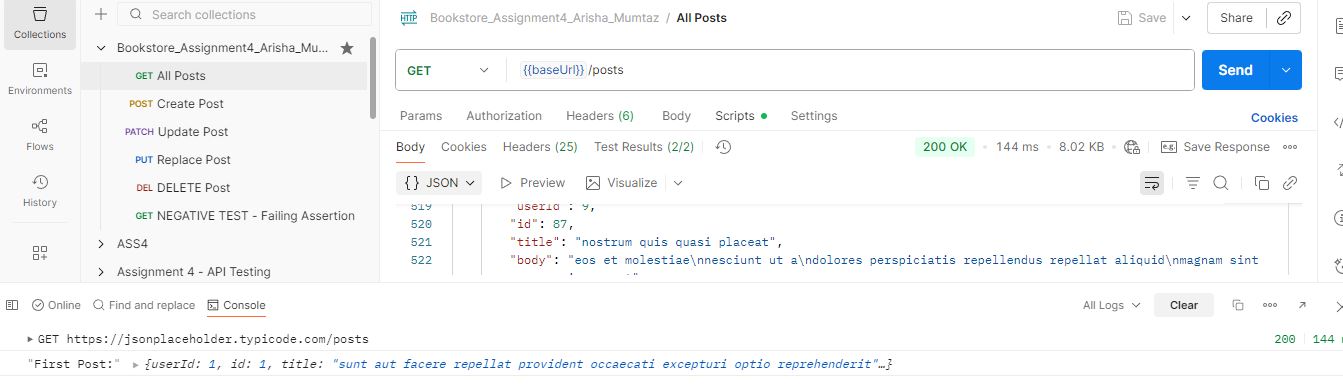 Collections
Environments
Flows
History
Search collections
Bookstore_Assignment4_Arisha_Mu...
GET All Posts
POST Create Post
PATCH Update Post
PUT Replace Post
DEL DELETE Post
GET NEGATIVE TEST - Failing Assertion
ASS4
Assignment 4 - API Testing
HTTP Bookstore_Assignment4_Arisha_Mumtaz / All Posts
Save Share
GET {{baseUrl}} /posts Send
Params Authorization Headers (6) Body Scripts Settings Cookies
Body Cookies Headers (25) Test Results (2/2) 200 OK 144 ms 8.02 KB e.g. Save Response
{} JSON Preview Visualize
519 "userId": 9,
520 "id": 87,
521 "title": "nostrum quis quasi placeat",
522 "body": "eos et molestiae\nnesciunt ut a\ndolores perspiciatis repellendus repellat aliquid\nmagnam sint
Online Find and replace Console All Logs Clear
GET https://jsonplaceholder.typicode.com/posts 200 144
"First Post:" {userId: 1, id: 1, title: "sunt aut facere repellat provident occaecati excepturi optio reprehenderit"…}